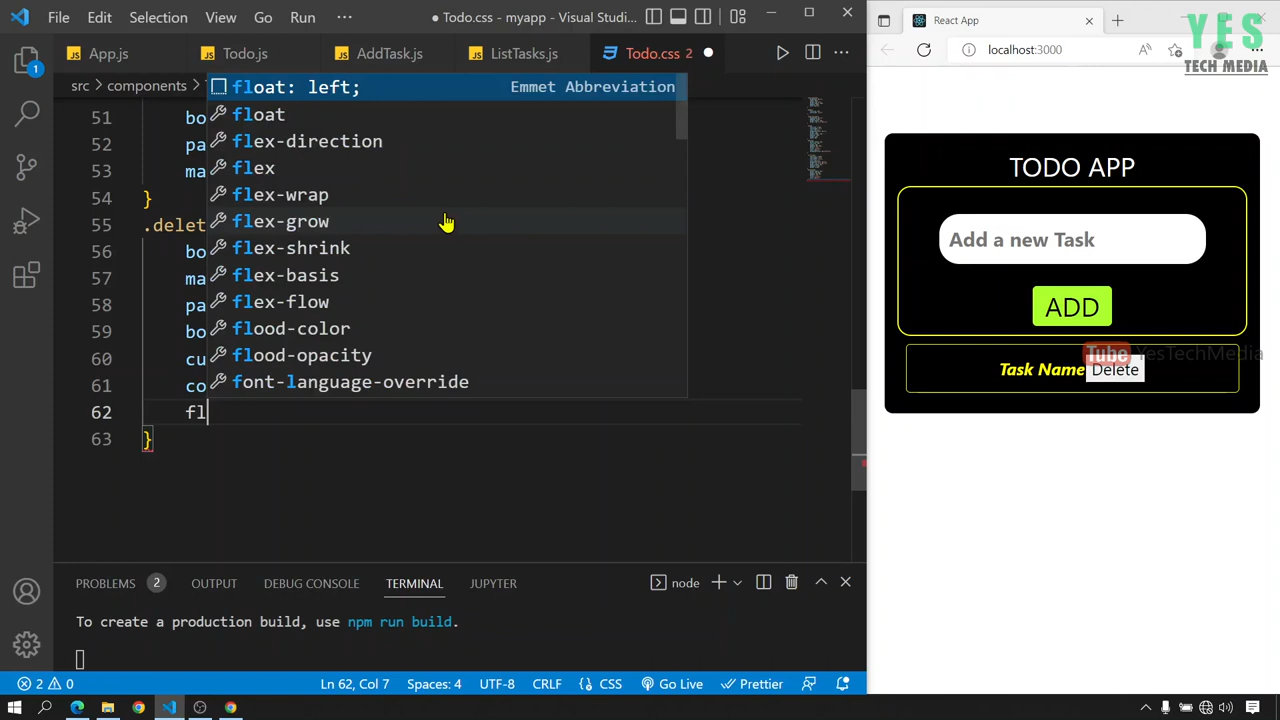 File Edit Selection View Go Run ··· ● Todo.css - myapp - Visual Studi...
App.js Todo.js AddTask.js ListTasks.js Todo.css 2 ●
src > components >
float: left; Emmet Abbreviation
float
flex-direction
flex
flex-wrap
flex-grow
flex-shrink
flex-basis
flex-flow
flood-color
flood-opacity
font-language-override
51 bo
52 pa
53 ma
54 }
55 .delet
56 bo
57 ma
58 pa
59 bo
60 cu
61 co
62 fl
63 }
PROBLEMS 2 OUTPUT DEBUG CONSOLE TERMINAL JUPYTER node
To create a production build, use npm run build.
2 0 Ln 62, Col 7 Spaces: 4 UTF-8 CRLF {} CSS Go Live Prettier
1
React App
localhost:3000
YES
TECH MEDIA
TODO APP
Add a new Task
ADD
Tube YesTechMedia
Task Name Delete